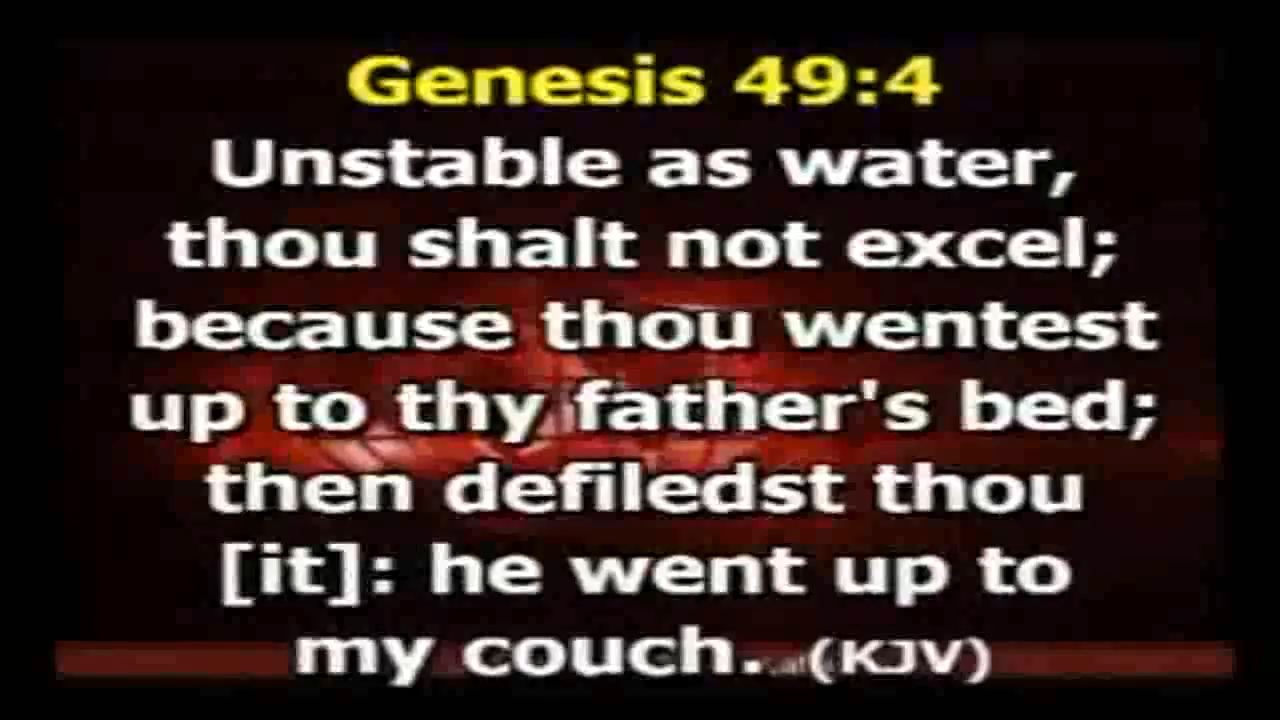 Genesis 49:4
Unstable as water,
thou shalt not excel;
because thou wentest
up to thy father's bed;
then defiledst thou
[it]: he went up to
my couch. (KJV)